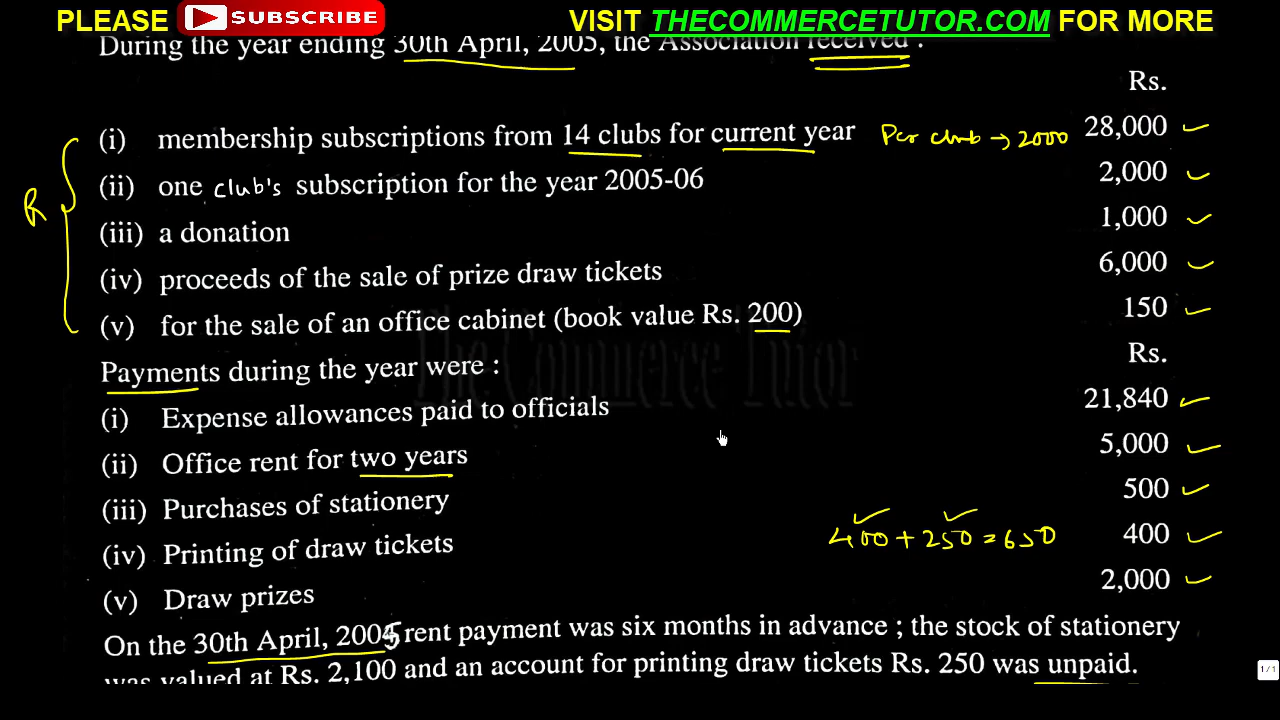 PLEASE SUBSCRIBE VISIT THECOMMERCETUTOR.COM FOR MORE
During the year ending 30th April, 2005, the Association received :
Rs.
(i) membership subscriptions from 14 clubs for current year Per club → 2000 28,000
(ii) one club's subscription for the year 2005-06 2,000
(iii) a donation 1,000
(iv) proceeds of the sale of prize draw tickets 6,000
R
(v) for the sale of an office cabinet (book value Rs. 200) 150
Payments during the year were : Rs.
(i) Expense allowances paid to officials 21,840
(ii) Office rent for two years 5,000
(iii) Purchases of stationery 500
(iv) Printing of draw tickets 400+250=650 400
(v) Draw prizes 2,000
On the 30th April, 2005 rent payment was six months in advance ; the stock of stationery
was valued at Rs. 2,100 and an account for printing draw tickets Rs. 250 was unpaid.
The Commerce Tutor
1/1